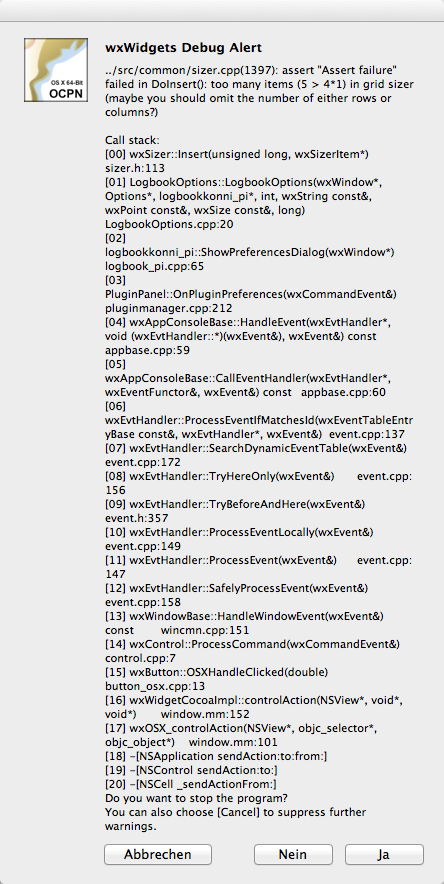 OS X 64-Bit
OCPN
wxWidgets Debug Alert
../src/common/sizer.cpp(1397): assert "Assert failure"
failed in DoInsert(): too many items (5 > 4*1) in grid sizer
(maybe you should omit the number of either rows or
columns?)
Call stack:
[00] wxSizer::Insert(unsigned long, wxSizerItem*)
sizer.h:113
[01] LogbookOptions::LogbookOptions(wxWindow*,
Options*, logbookkonni_pi*, int, wxString const&,
wxPoint const&, wxSize const&, long)
LogbookOptions.cpp:20
[02]
logbookkonni_pi::ShowPreferencesDialog(wxWindow*)
logbook_pi.cpp:65
[03]
PluginPanel::OnPluginPreferences(wxCommandEvent&)
pluginmanager.cpp:212
[04] wxAppConsoleBase::HandleEvent(wxEvtHandler*,
void (wxEvtHandler::*)(wxEvent&), wxEvent&) const
appbase.cpp:59
[05]
wxAppConsoleBase::CallEventHandler(wxEvtHandler*,
wxEventFunctor&, wxEvent&) const appbase.cpp:60
[06]
wxEvtHandler::ProcessEventIfMatchesId(wxEventTableEntr
yBase const&, wxEvtHandler*, wxEvent&) event.cpp:137
[07] wxEvtHandler::SearchDynamicEventTable(wxEvent&)
event.cpp:172
[08] wxEvtHandler::TryHereOnly(wxEvent&) event.cpp:
156
[09] wxEvtHandler::TryBeforeAndHere(wxEvent&)
event.h:357
[10] wxEvtHandler::ProcessEventLocally(wxEvent&)
event.cpp:149
[11] wxEvtHandler::ProcessEvent(wxEvent&) event.cpp:
147
[12] wxEvtHandler::SafelyProcessEvent(wxEvent&)
event.cpp:158
[13] wxWindowBase::HandleWindowEvent(wxEvent&)
const wincmn.cpp:151
[14] wxControl::ProcessCommand(wxCommandEvent&)
control.cpp:7
[15] wxButton::OSXHandleClicked(double)
button_osx.cpp:13
[16] wxWidgetCocoaImpl::controlAction(NSView*, void*,
void*) window.mm:152
[17] wxOSX_controlAction(NSView*, objc_selector*,
objc_object*) window.mm:101
[18] -[NSApplication sendAction:to:from:]
[19] -[NSControl sendAction:to:]
[20] -[NSCell _sendActionFrom:]
Do you want to stop the program?
You can also choose [Cancel] to suppress further
warnings.
Abbrechen
Nein
Ja